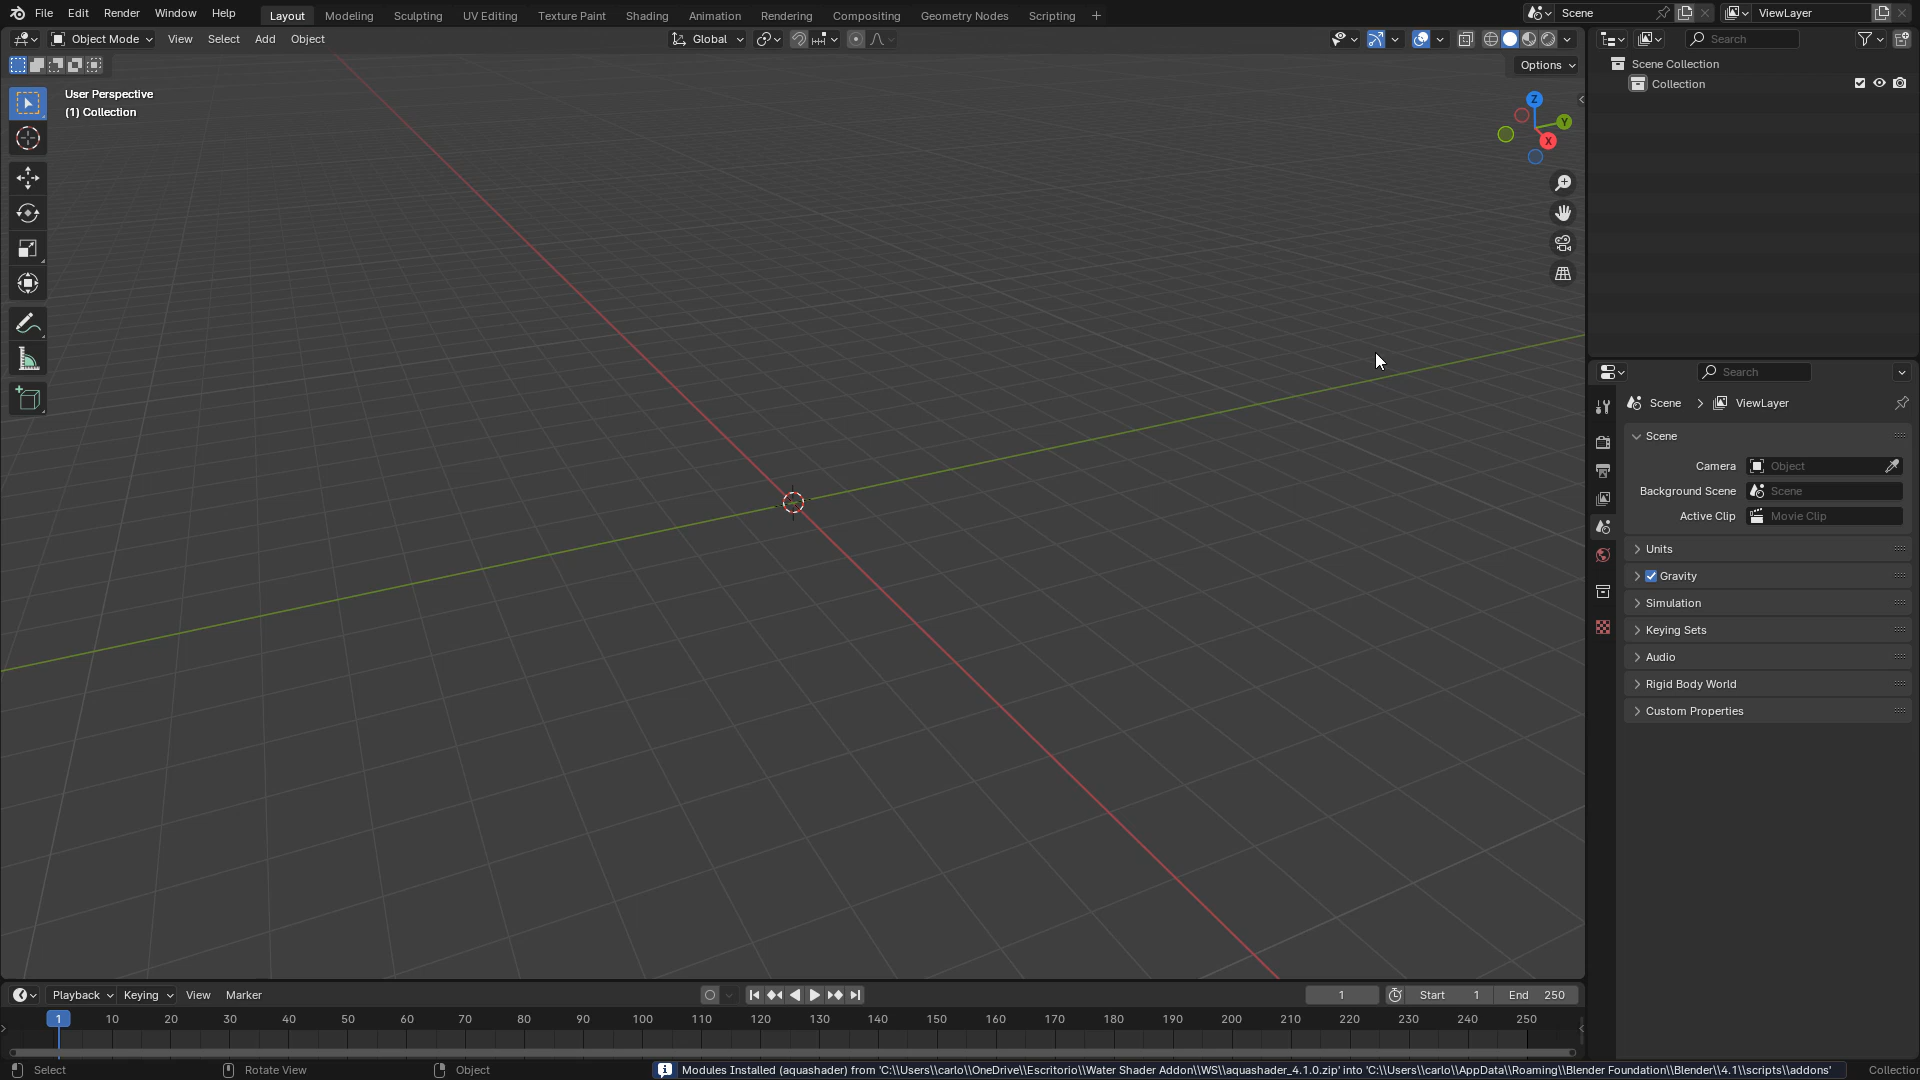 File Edit Render Window Help Layout Modeling Sculpting UV Editing Texture Paint Shading Animation Rendering Compositing Geometry Nodes Scripting + Scene ViewLayer
Object Mode View Select Add Object Global Search
Options
User Perspective
(1) Collection
Z
Y
X
Scene Collection
Collection
Search
Scene > ViewLayer
Scene
Camera Object
Background Scene Scene
Active Clip Movie Clip
Units
Gravity
Simulation
Keying Sets
Audio
Rigid Body World
Custom Properties
Playback Keying View Marker 1 Start 1 End 250
1 10 20 30 40 50 60 70 80 90 100 110 120 130 140 150 160 170 180 190 200 210 220 230 240 250
Select Rotate View Object Modules Installed (aquashader) from 'C:\\Users\\carlo\\OneDrive\\Escritorio\\Water Shader Addon\\WS\\aquashader_4.1.0.zip' into 'C:\\Users\\carlo\\AppData\\Roaming\\Blender Foundation\\Blender\\4.1\\scripts\\addons' Collectio